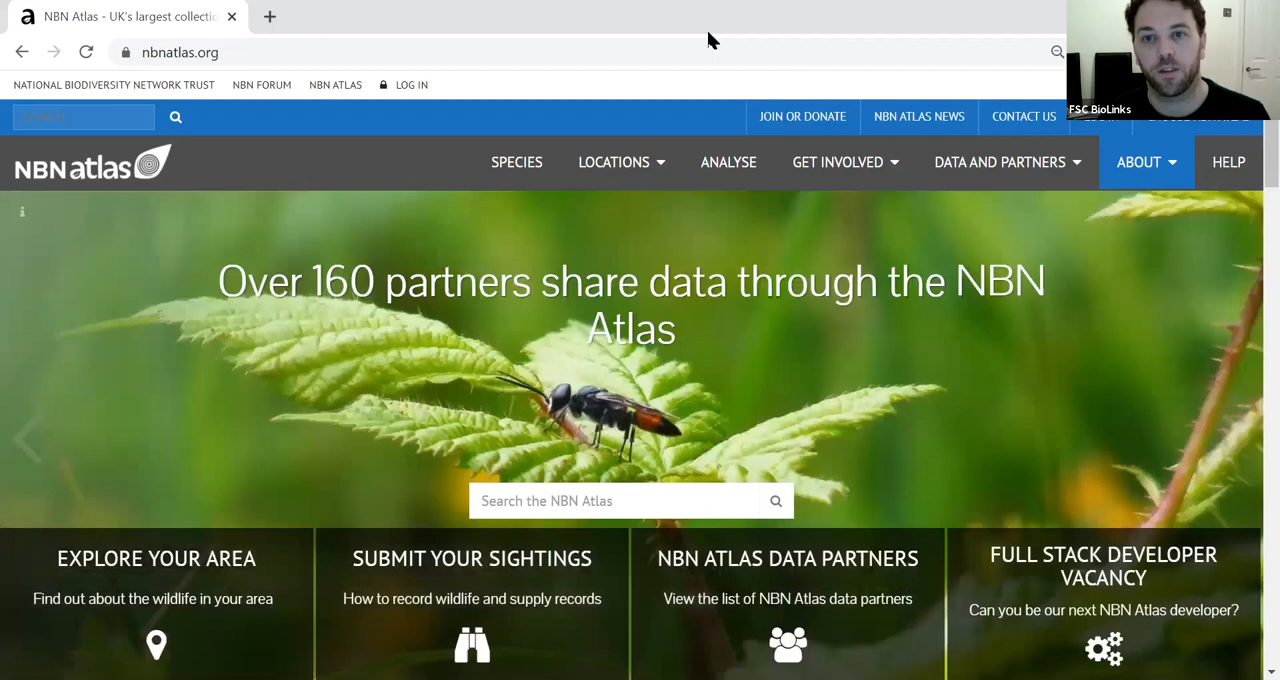 a NBN Atlas - UK's largest collectio
nbnatlas.org
FSC BioLinks
NATIONAL BIODIVERSITY NETWORK TRUST NBN FORUM NBN ATLAS LOG IN
JOIN OR DONATE NBN ATLAS NEWS CONTACT US
NBN atlas SPECIES LOCATIONS ANALYSE GET INVOLVED DATA AND PARTNERS ABOUT HELP
Over 160 partners share data through the NBN
Atlas
Search the NBN Atlas
EXPLORE YOUR AREA
Find out about the wildlife in your area
SUBMIT YOUR SIGHTINGS
How to record wildlife and supply records
NBN ATLAS DATA PARTNERS
View the list of NBN Atlas data partners
FULL STACK DEVELOPER
VACANCY
Can you be our next NBN Atlas developer?